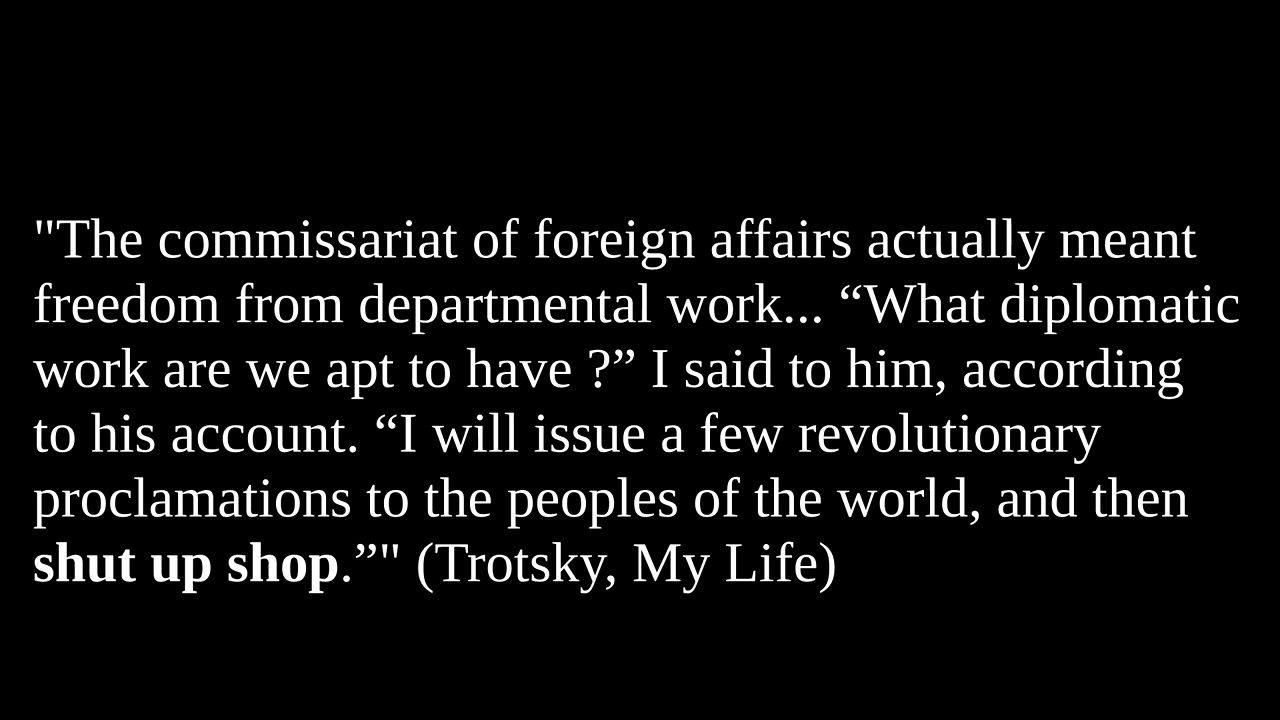 "The commissariat of foreign affairs actually meant
freedom from departmental work... “What diplomatic
work are we apt to have ?” I said to him, according
to his account. “I will issue a few revolutionary
proclamations to the peoples of the world, and then
shut up shop.”" (Trotsky, My Life)